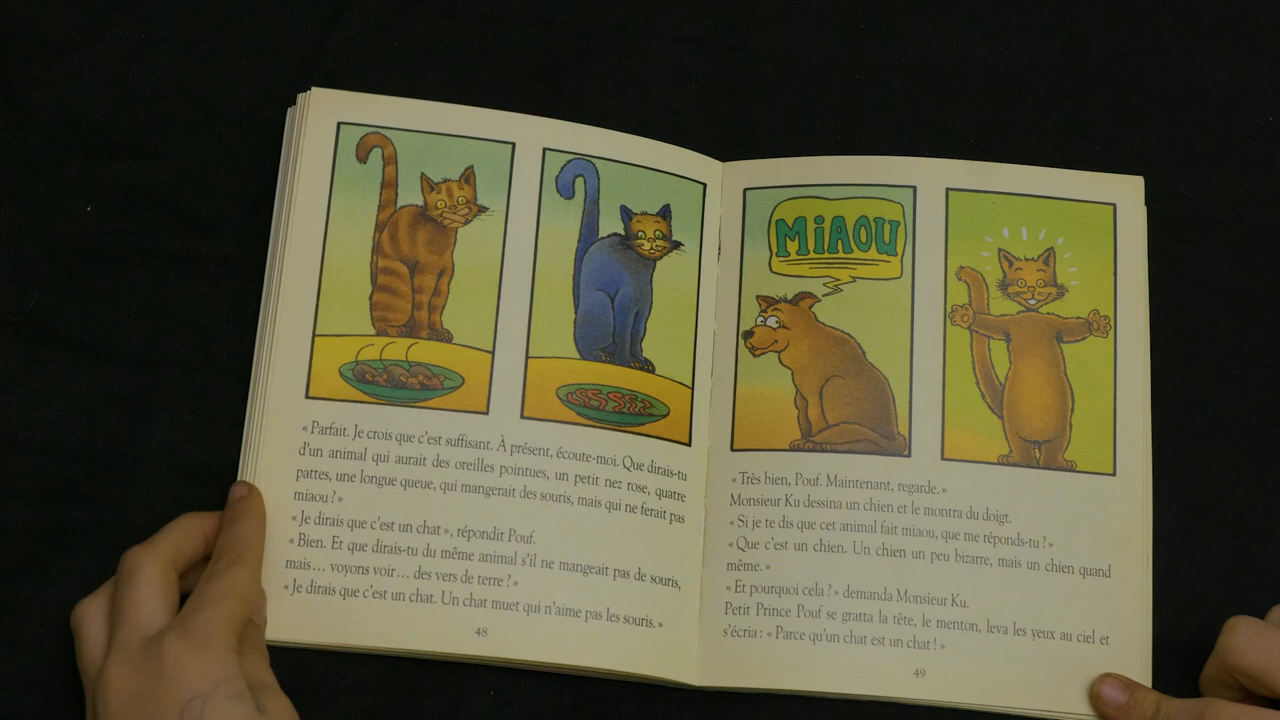 « Parfait. Je crois que c'est suffisant. À présent, écoute-moi. Que dirais-tu
d'un animal qui aurait des oreilles pointues, un petit nez rose, quatre
pattes, une longue queue, qui mangerait des souris, mais qui ne ferait pas
miaou ? »
« Je dirais que c'est un chat », répondit Pouf.
« Bien. Et que dirais-tu du même animal s'il ne mangeait pas de souris,
mais... voyons voir... des vers de terre ? »
« Je dirais que c'est un chat. Un chat muet qui n'aime pas les souris. »
48
MiAOU
« Très bien, Pouf. Maintenant, regarde. »
Monsieur Ku dessina un chien et le montra du doigt.
« Si je te dis que cet animal fait miaou, que me réponds-tu ? »
« Que c'est un chien. Un chien un peu bizarre, mais un chien quand
même. »
« Et pourquoi cela ? » demanda Monsieur Ku.
Petit Prince Pouf se gratta la tête, le menton, leva les yeux au ciel et
s'écria : « Parce qu'un chat est un chat ! »
49